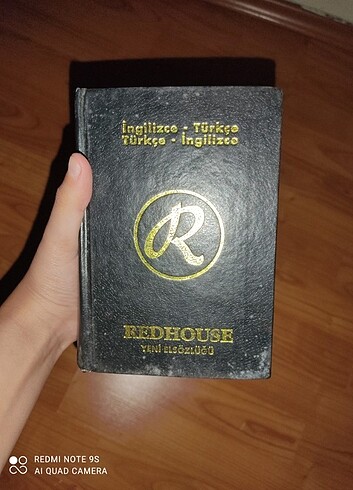 İngilizce - Türkçe
Türkçe - İngilizce
R
REDHOUSE
YENİ ELSÖZLÜĞÜ
REDMI NOTE 9S
AI QUAD CAMERA